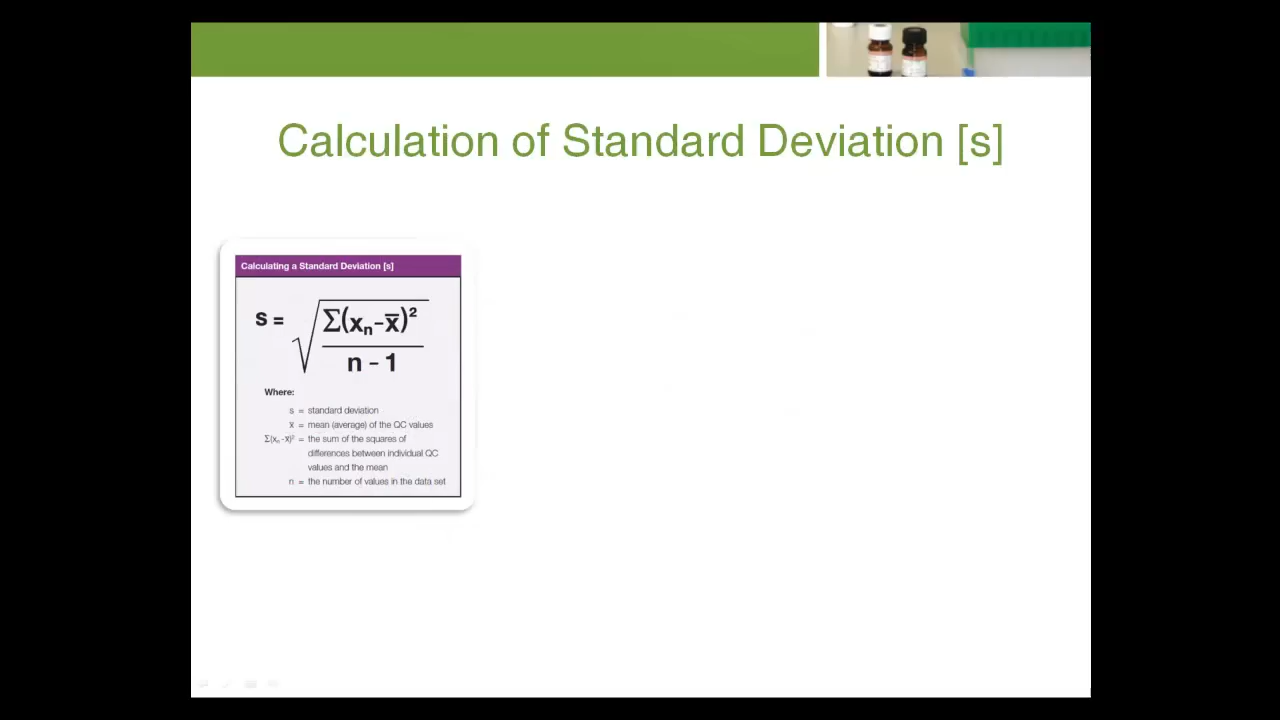 Calculation of Standard Deviation [s]
Calculating a Standard Deviation [s]
s = √(Σ(xₙ-x̄)² / (n - 1))
Where:
s = standard deviation
x̄ = mean (average) of the QC values
Σ(xₙ-x̄)² = the sum of the squares of
differences between individual QC
values and the mean
n = the number of values in the data set